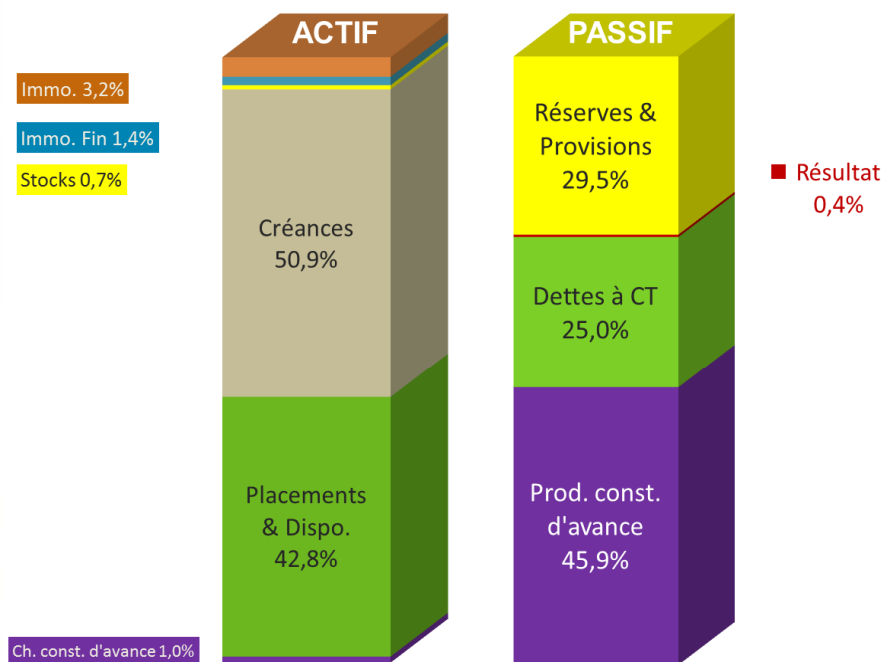 ACTIF
PASSIF
Immo. 3,2%
Immo. Fin 1,4%
Stocks 0,7%
Créances
50,9%
Placements
& Dispo.
42,8%
Ch. const. d'avance 1,0%
Réserves &
Provisions
29,5%
Résultat
0,4%
Dettes à CT
25,0%
Prod. const.
d'avance
45,9%